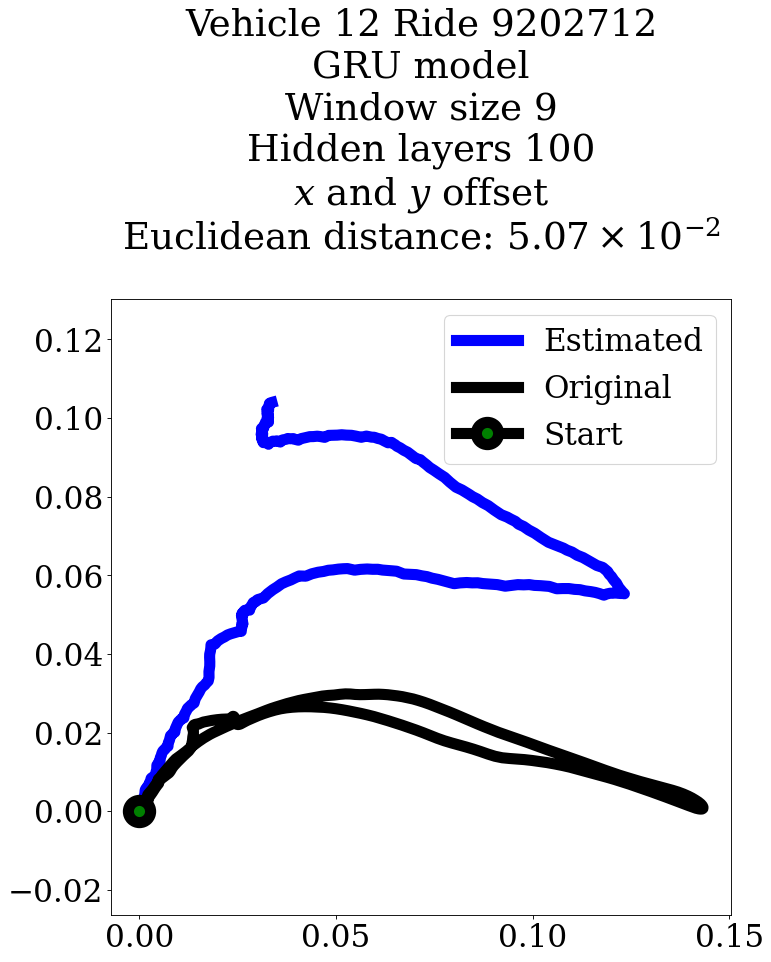 Vehicle 12 Ride 9202712
GRU model
Window size 9
Hidden layers 100
x and y offset
Euclidean distance: 5.07 × 10⁻²
Estimated
Original
Start
0.12
0.10
0.08
0.06
0.04
0.02
0.00
−0.02
0.00 0.05 0.10 0.15